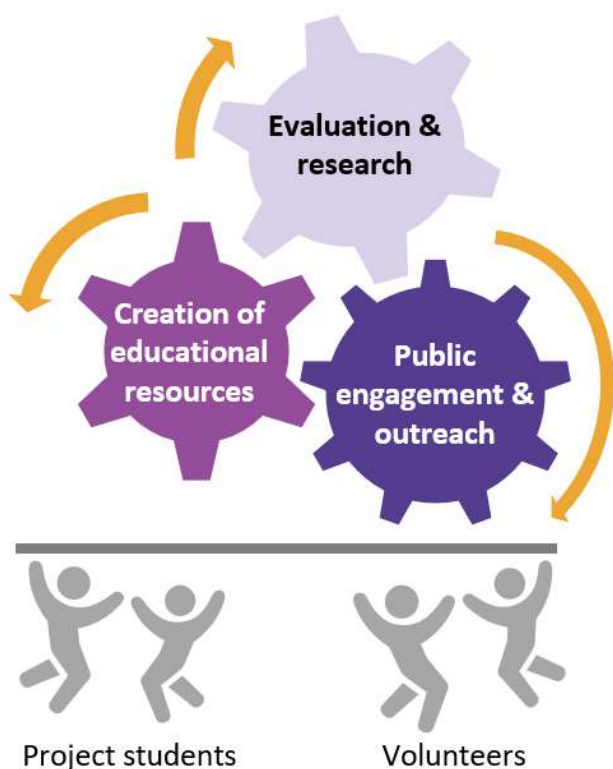 Evaluation &
research
Creation of
educational
resources
Public
engagement &
outreach
Project students
Volunteers